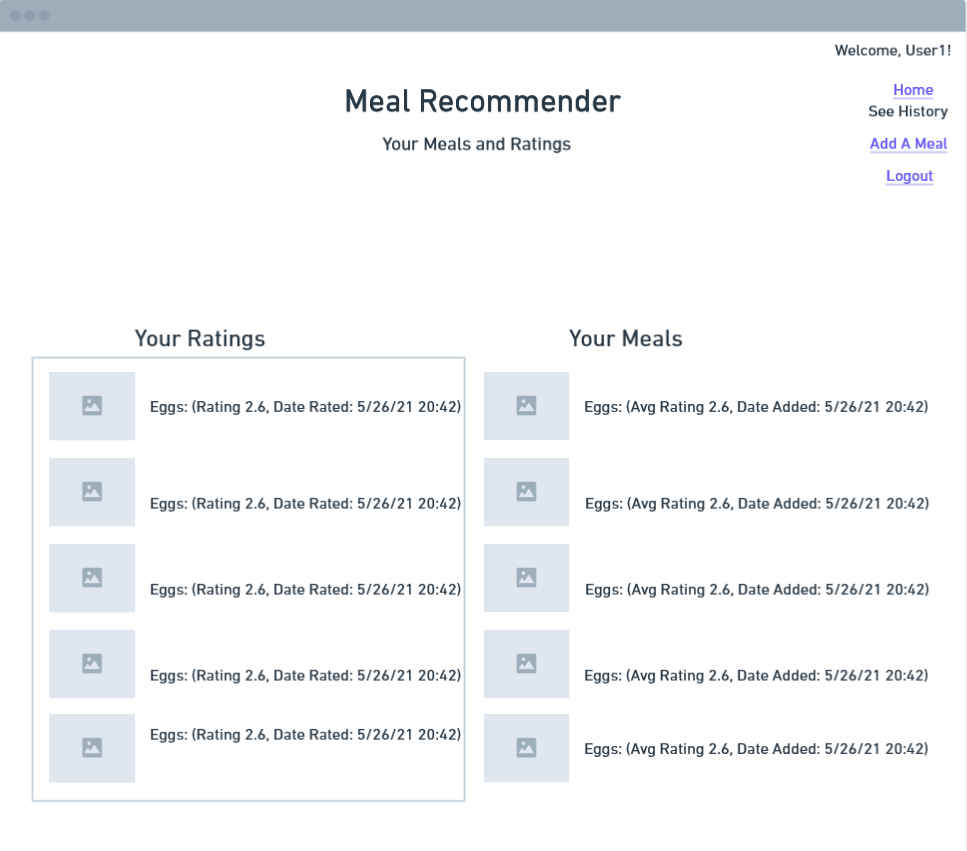 Welcome, User1!
Home
See History
Add A Meal
Logout
Meal Recommender
Your Meals and Ratings
Your Ratings
Eggs: (Rating 2.6, Date Rated: 5/26/21 20:42)
Eggs: (Rating 2.6, Date Rated: 5/26/21 20:42)
Eggs: (Rating 2.6, Date Rated: 5/26/21 20:42)
Eggs: (Rating 2.6, Date Rated: 5/26/21 20:42)
Eggs: (Rating 2.6, Date Rated: 5/26/21 20:42)
Your Meals
Eggs: (Avg Rating 2.6, Date Added: 5/26/21 20:42)
Eggs: (Avg Rating 2.6, Date Added: 5/26/21 20:42)
Eggs: (Avg Rating 2.6, Date Added: 5/26/21 20:42)
Eggs: (Avg Rating 2.6, Date Added: 5/26/21 20:42)
Eggs: (Avg Rating 2.6, Date Added: 5/26/21 20:42)